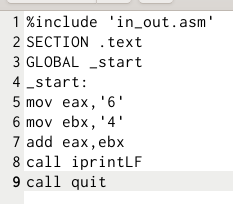 1 %include 'in_out.asm'
2 SECTION .text
3 GLOBAL _start
4 _start:
5 mov eax,'6'
6 mov ebx,'4'
7 add eax,ebx
8 call iprintLF
9 call quit